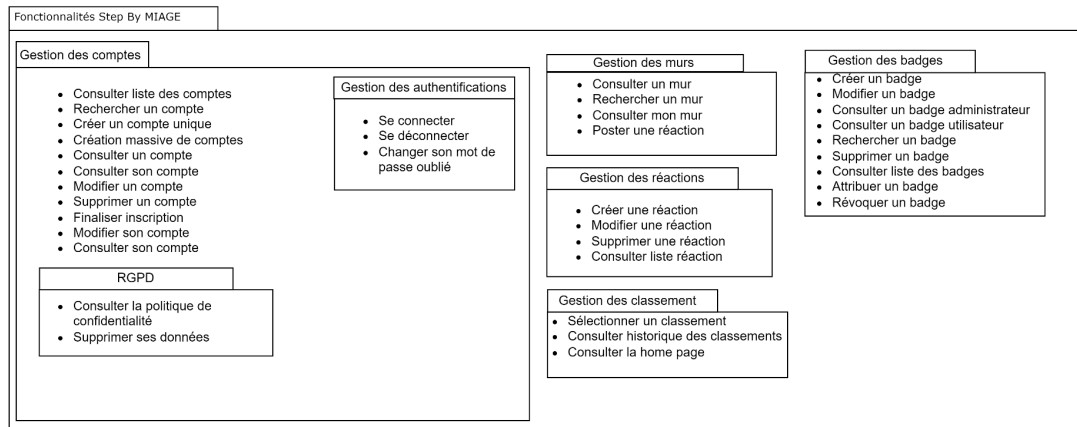 Fonctionnalités Step By MIAGE
Gestion des comptes
Consulter liste des comptes
Rechercher un compte
Créer un compte unique
Création massive de comptes
Consulter un compte
Consulter son compte
Modifier un compte
Supprimer un compte
Finaliser inscription
Modifier son compte
Consulter son compte
RGPD
Consulter la politique de
confidentialité
Supprimer ses données
Gestion des authentifications
Se connecter
Se déconnecter
Changer son mot de
passe oublié
Gestion des murs
Consulter un mur
Rechercher un mur
Consulter mon mur
Poster une réaction
Gestion des réactions
Créer une réaction
Modifier une réaction
Supprimer une réaction
Consulter liste réaction
Gestion des classement
Sélectionner un classement
Consulter historique des classements
Consulter la home page
Gestion des badges
Créer un badge
Modifier un badge
Consulter un badge administrateur
Consulter un badge utilisateur
Rechercher un badge
Supprimer un badge
Consulter liste des badges
Attribuer un badge
Révoquer un badge